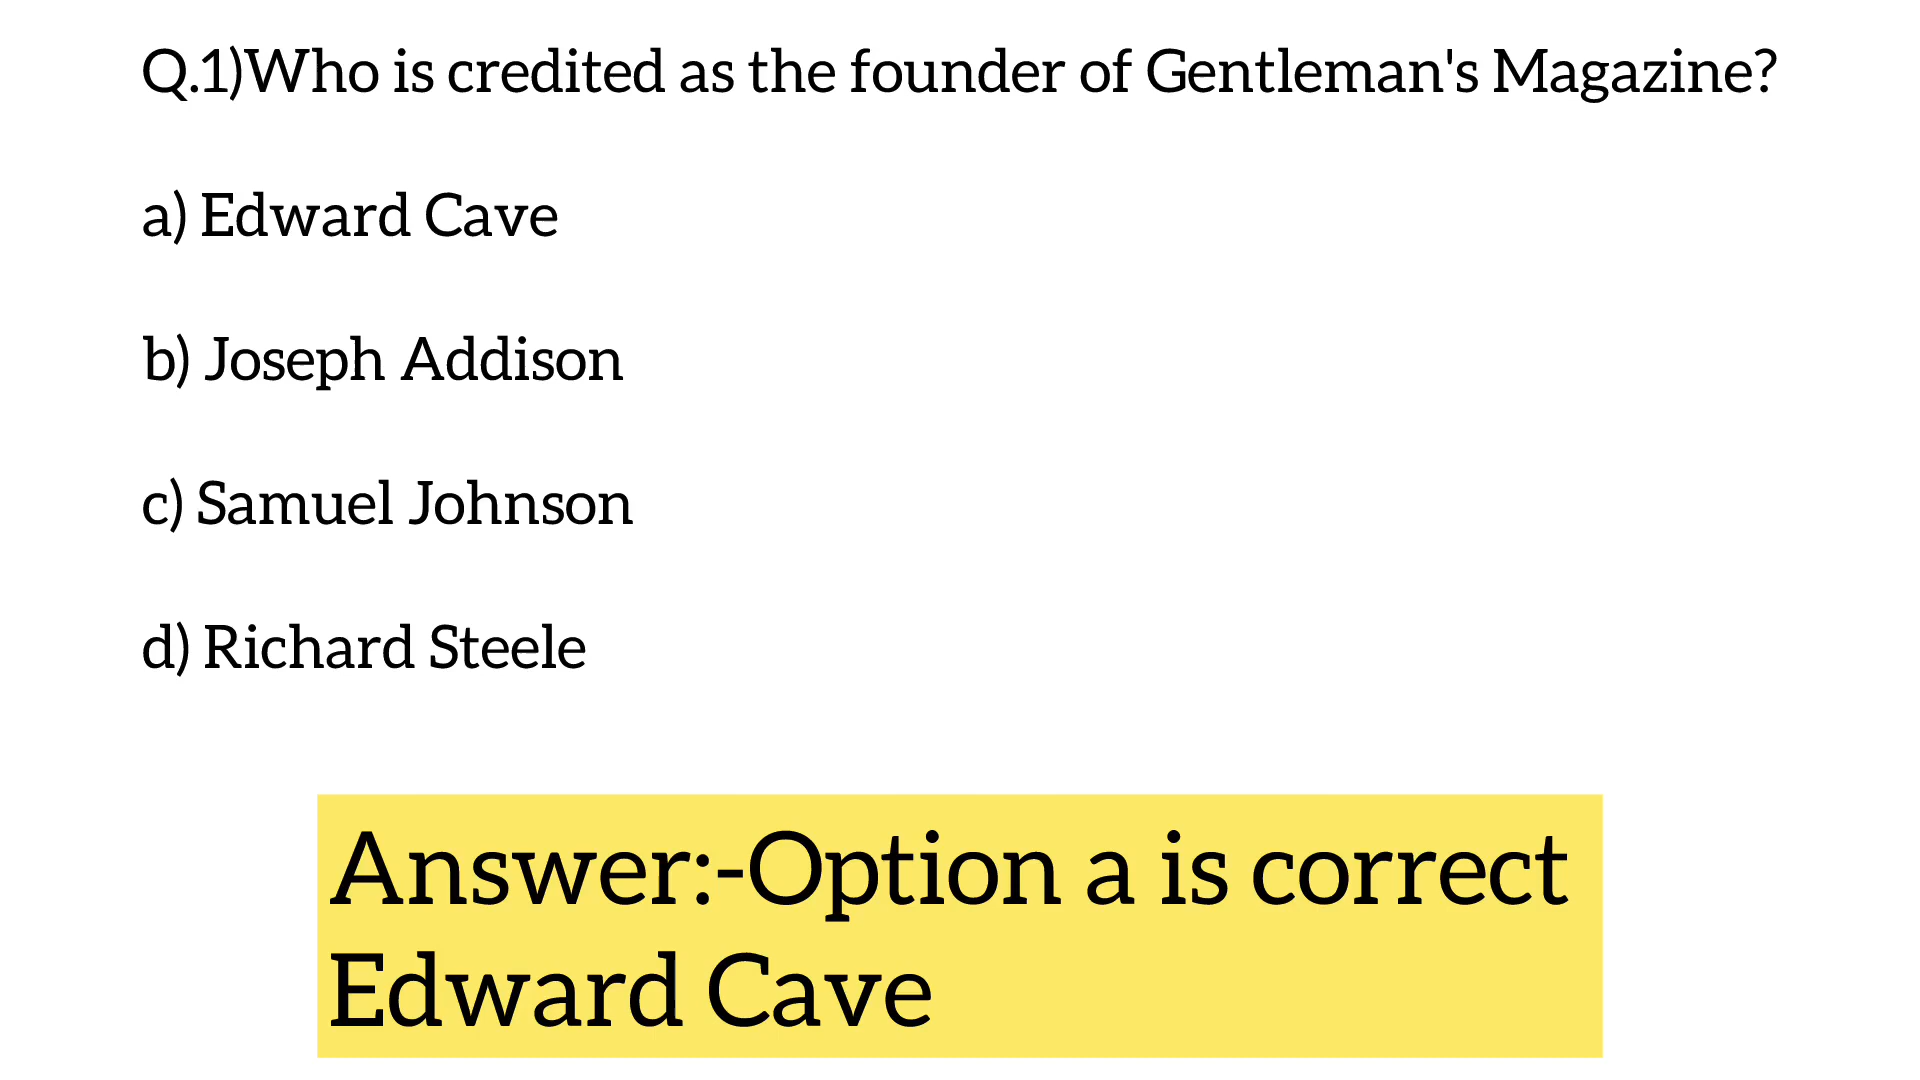 Q.1)Who is credited as the founder of Gentleman's Magazine?
a) Edward Cave
b) Joseph Addison
c) Samuel Johnson
d) Richard Steele
Answer:-Option a is correct
Edward Cave